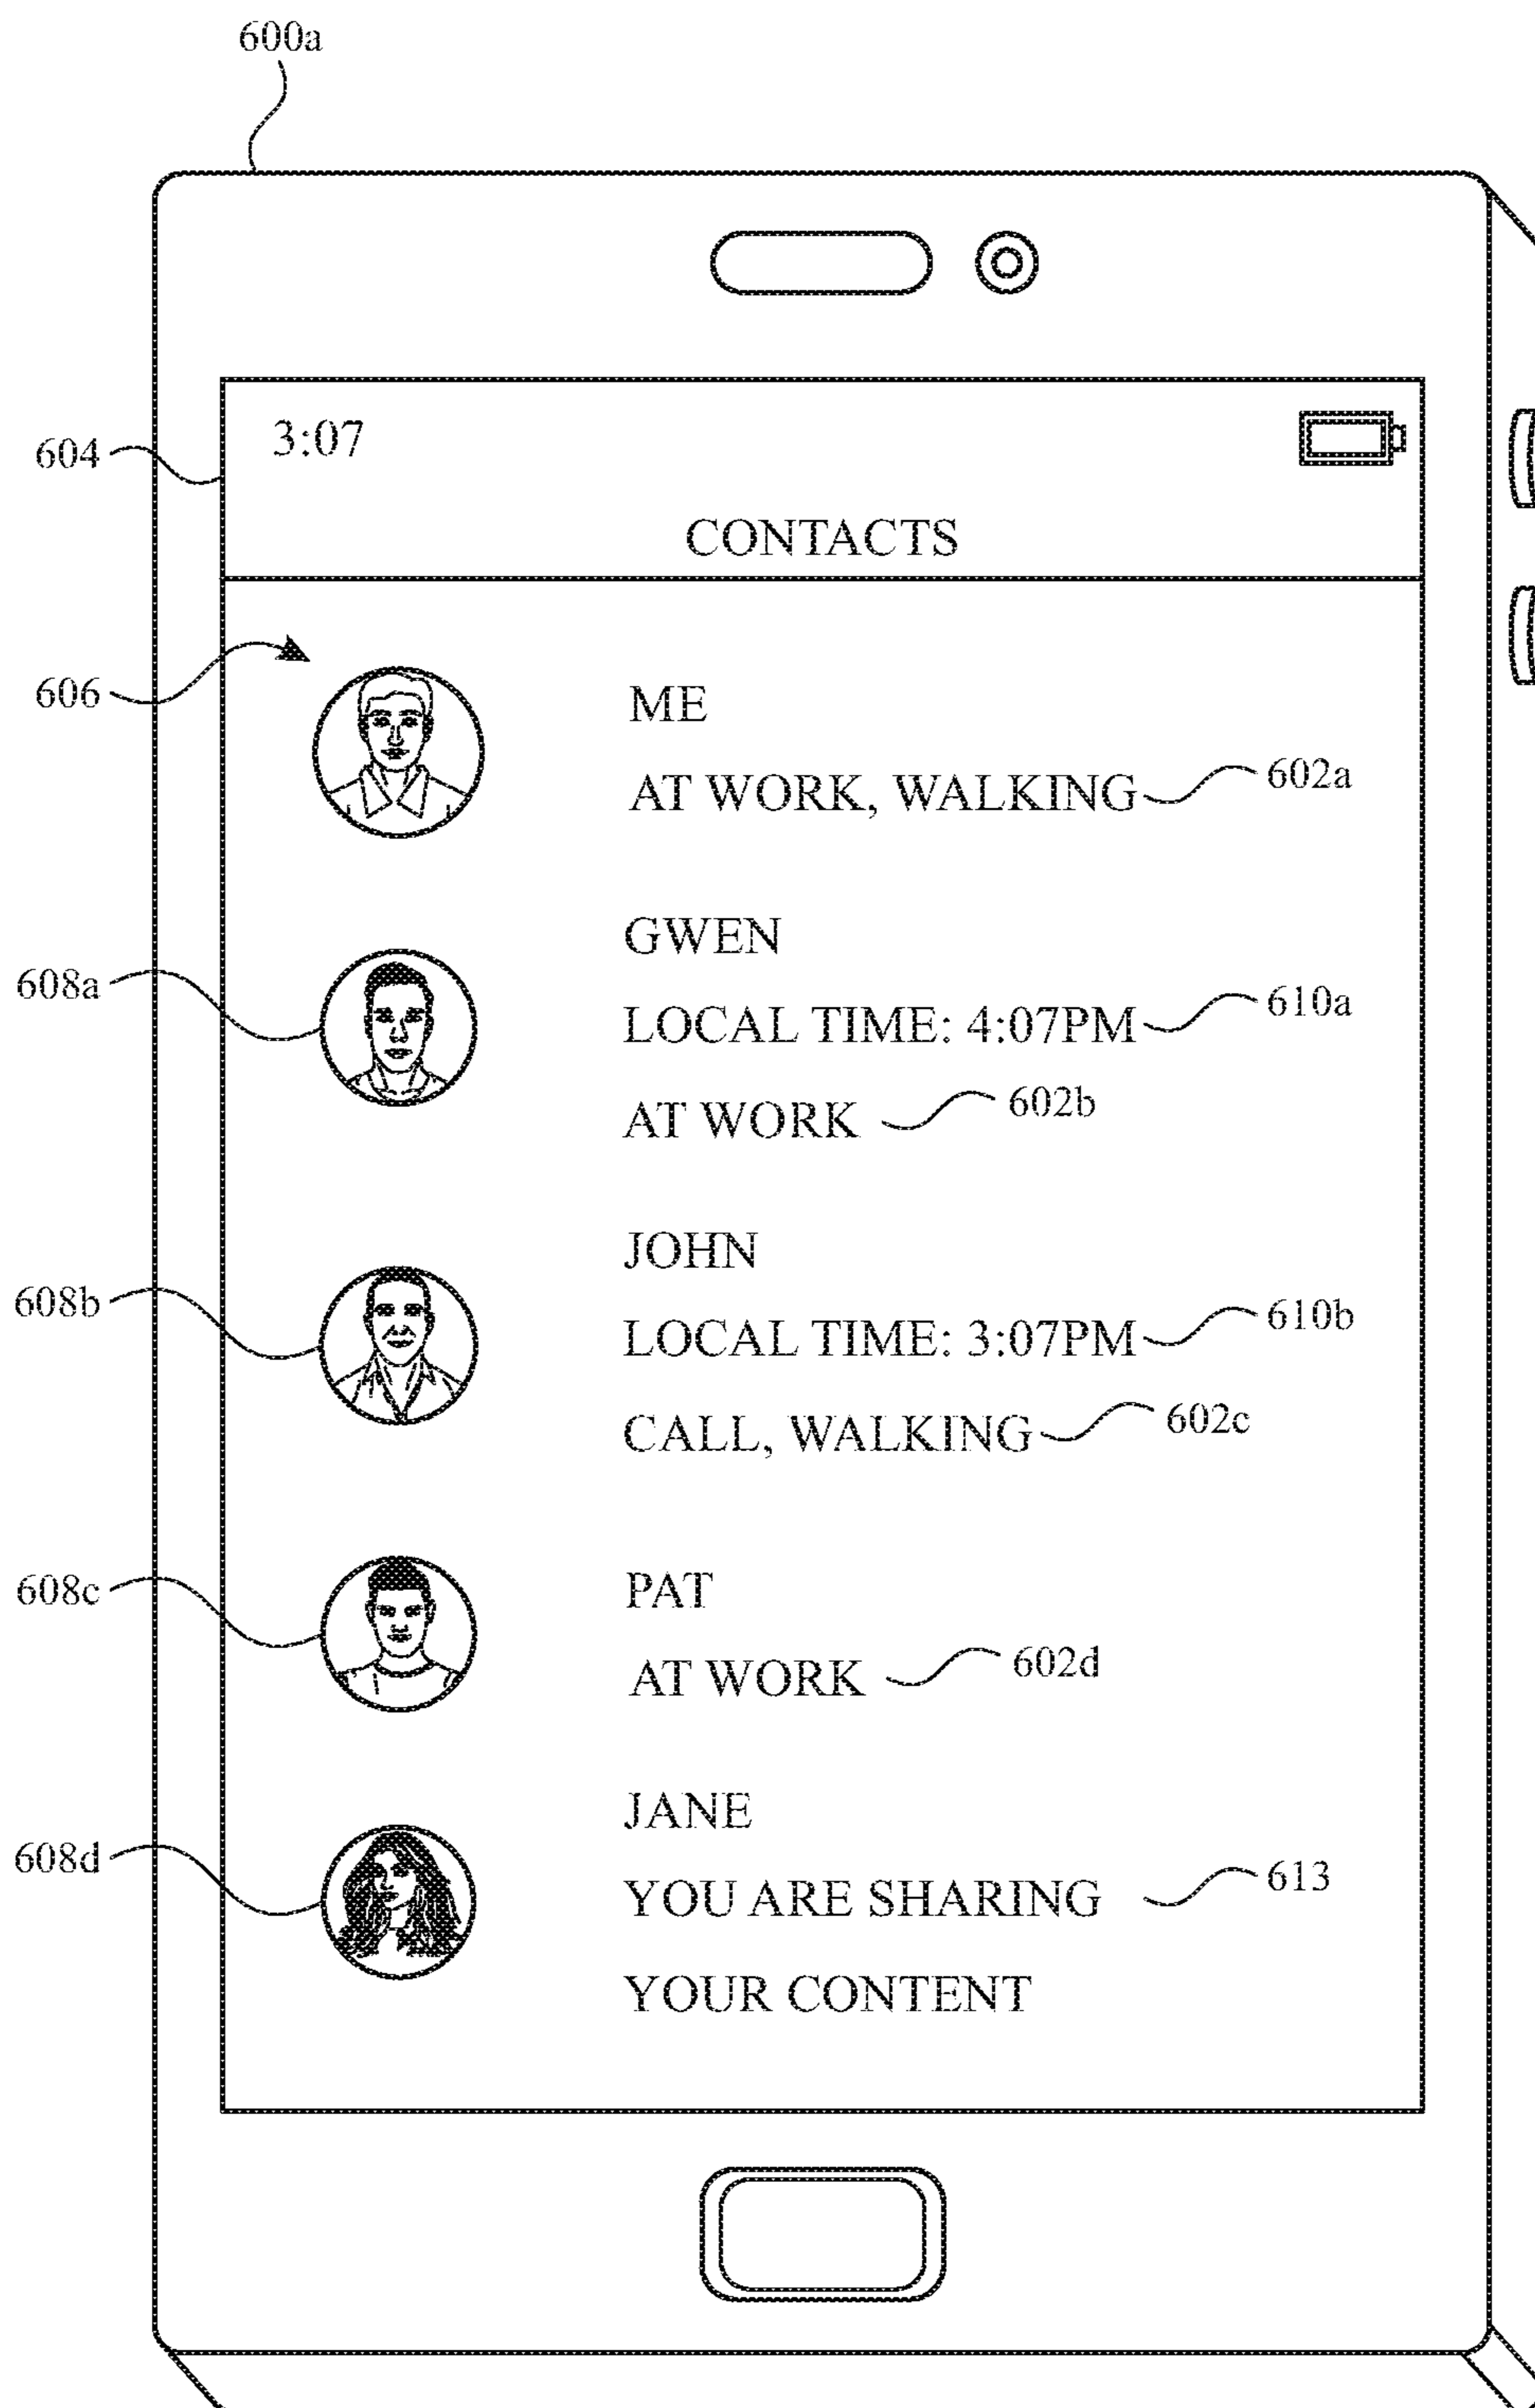 600a
604
3:07
CONTACTS
606
ME
AT WORK, WALKING
602a
608a
GWEN
LOCAL TIME: 4:07PM
610a
AT WORK
602b
608b
JOHN
LOCAL TIME: 3:07PM
610b
CALL, WALKING
602c
608c
PAT
AT WORK
602d
608d
JANE
YOU ARE SHARING
613
YOUR CONTENT